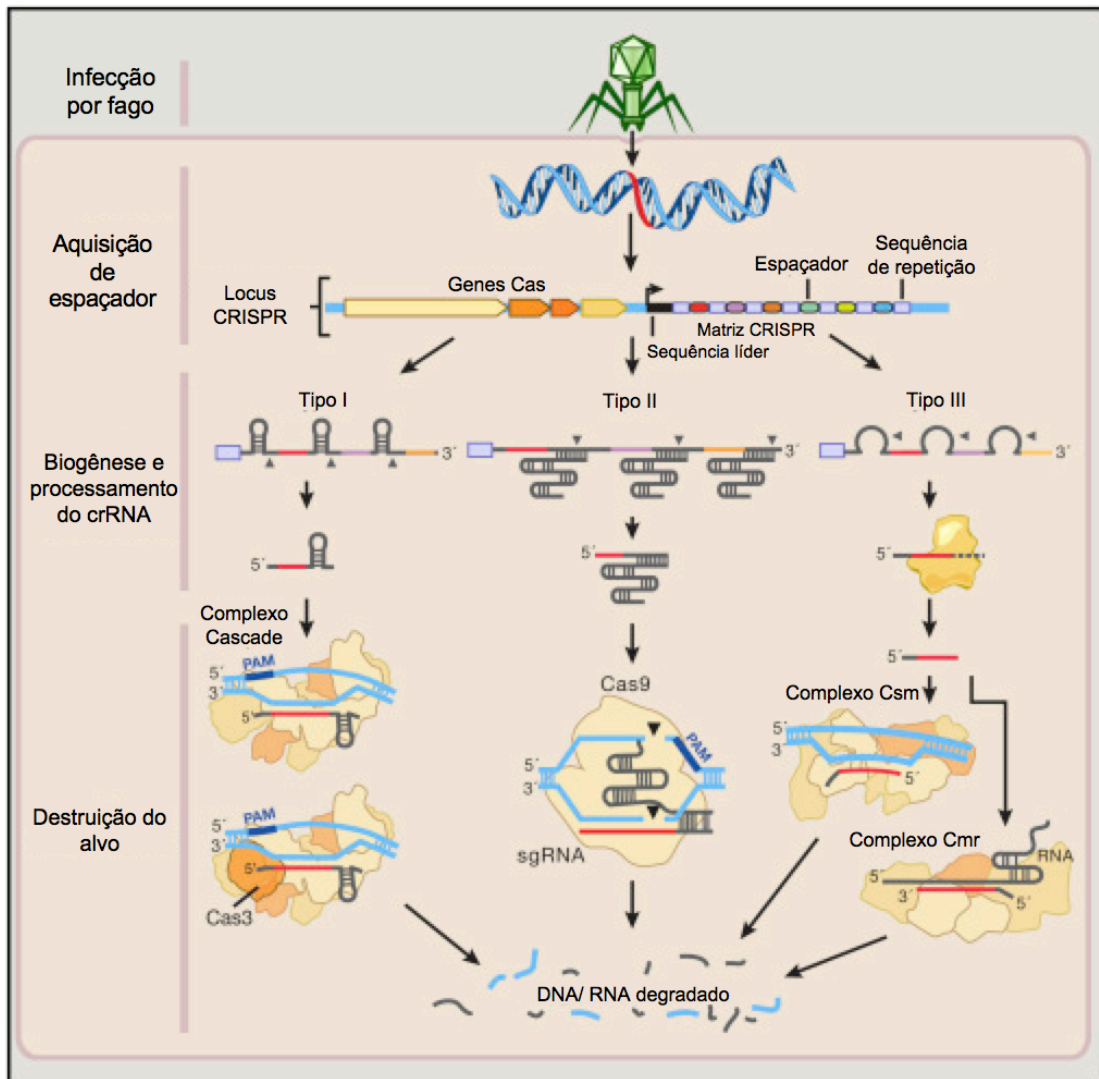 Infecção
por fago
Aquisição
de
espaçador
Locus
CRISPR
Genes Cas
Espaçador
Sequência
de repetição
Matriz CRISPR
Sequência líder
Biogênese e
processamento
do crRNA
Tipo I
Tipo II
Tipo III
3´
3´
3´
5´
5´
5´
5´
Destruição do
alvo
Complexo
Cascade
PAM
5´
3´
5´
PAM
5´
3´
5´
Cas3
Cas9
PAM
5´
3´
sgRNA
Complexo Csm
5´
3´
5´
Complexo Cmr
RNA
5´
3´
5´
DNA/ RNA degradado